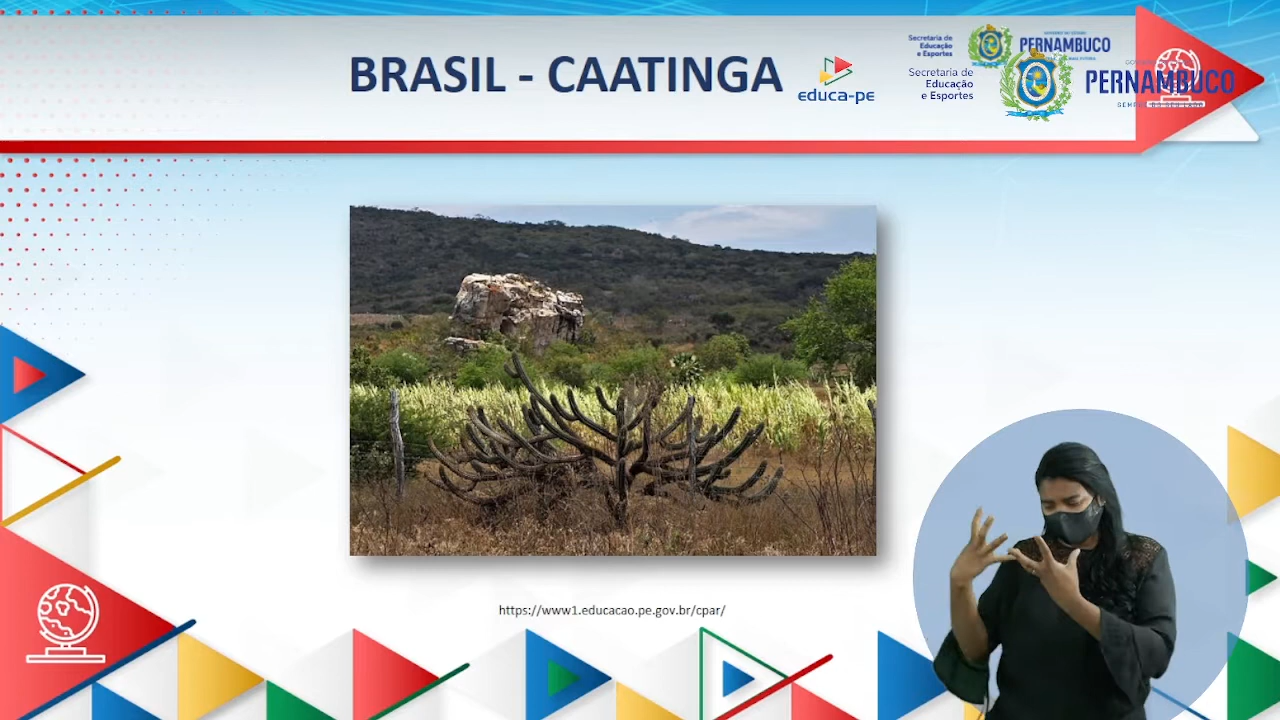 BRASIL - CAATINGA
educa-pe
Secretaria de
Educação
e Esportes
PERNAMBUCO
Secretaria de
Educação
e Esportes
PERNAMBUCO
https://www1.educacao.pe.gov.br/cpar/